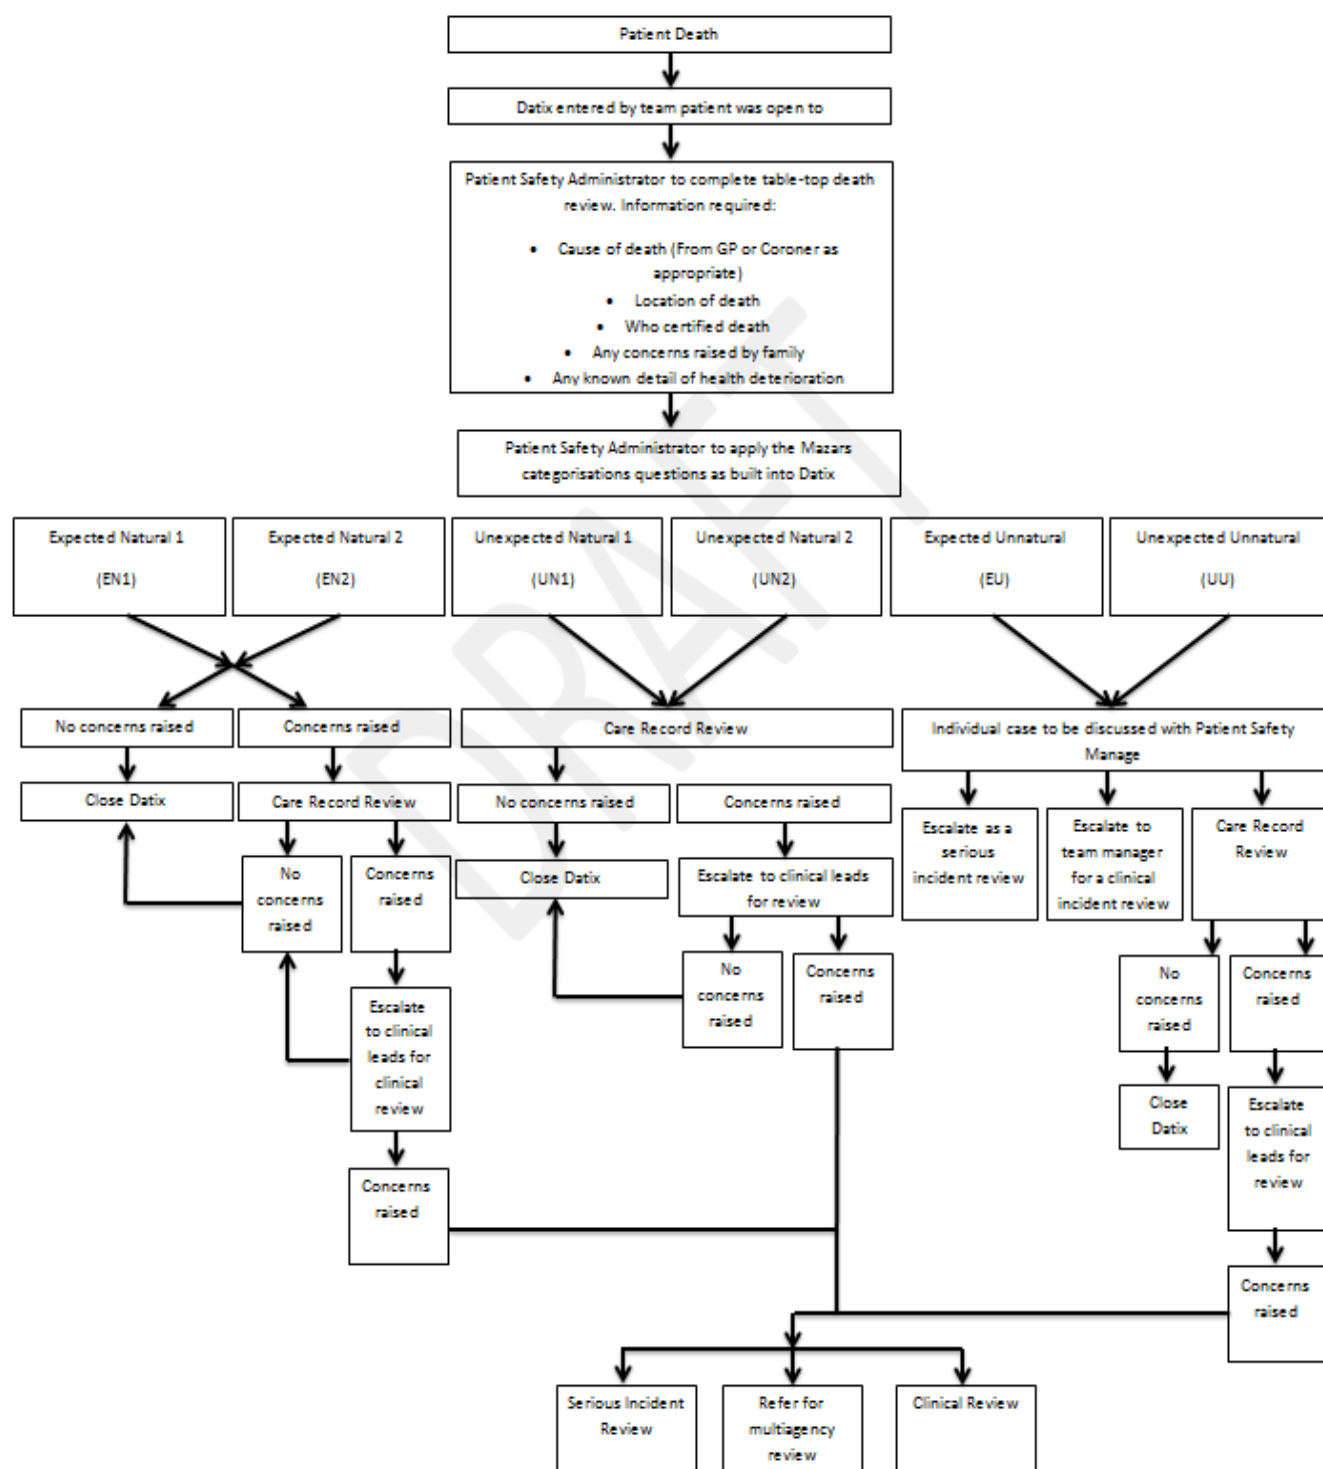 Patient Death
Datix entered by team patient was open to
Patient Safety Administrator to complete table-top death
review. Information required:
• Cause of death (From GP or Coroner as
appropriate)
• Location of death
• Who certified death
• Any concerns raised by family
• Any known detail of health deterioration
Patient Safety Administrator to apply the Mazars
categorisations questions as built into Datix
Expected Natural 1
(EN1)
Expected Natural 2
(EN2)
Unexpected Natural 1
(UN1)
Unexpected Natural 2
(UN2)
Expected Unnatural
(EU)
Unexpected Unnatural
(UU)
No concerns raised
Concerns raised
Care Record Review
Individual case to be discussed with Patient Safety
Manage
Close Datix
Care Record Review
No concerns raised
Concerns raised
Escalate as a
serious
incident review
Escalate to
team manager
for a clinical
incident review
Care Record
Review
No
concerns
raised
Concerns
raised
Close Datix
Escalate to clinical leads
for review
No
concerns
raised
Concerns
raised
No
concerns
raised
Concerns
raised
Escalate
to clinical
leads for
clinical
review
Close
Datix
Escalate
to clinical
leads for
review
Concerns
raised
Concerns
raised
Serious Incident
Review
Refer for
multiagency
review
Clinical Review
DRAFT